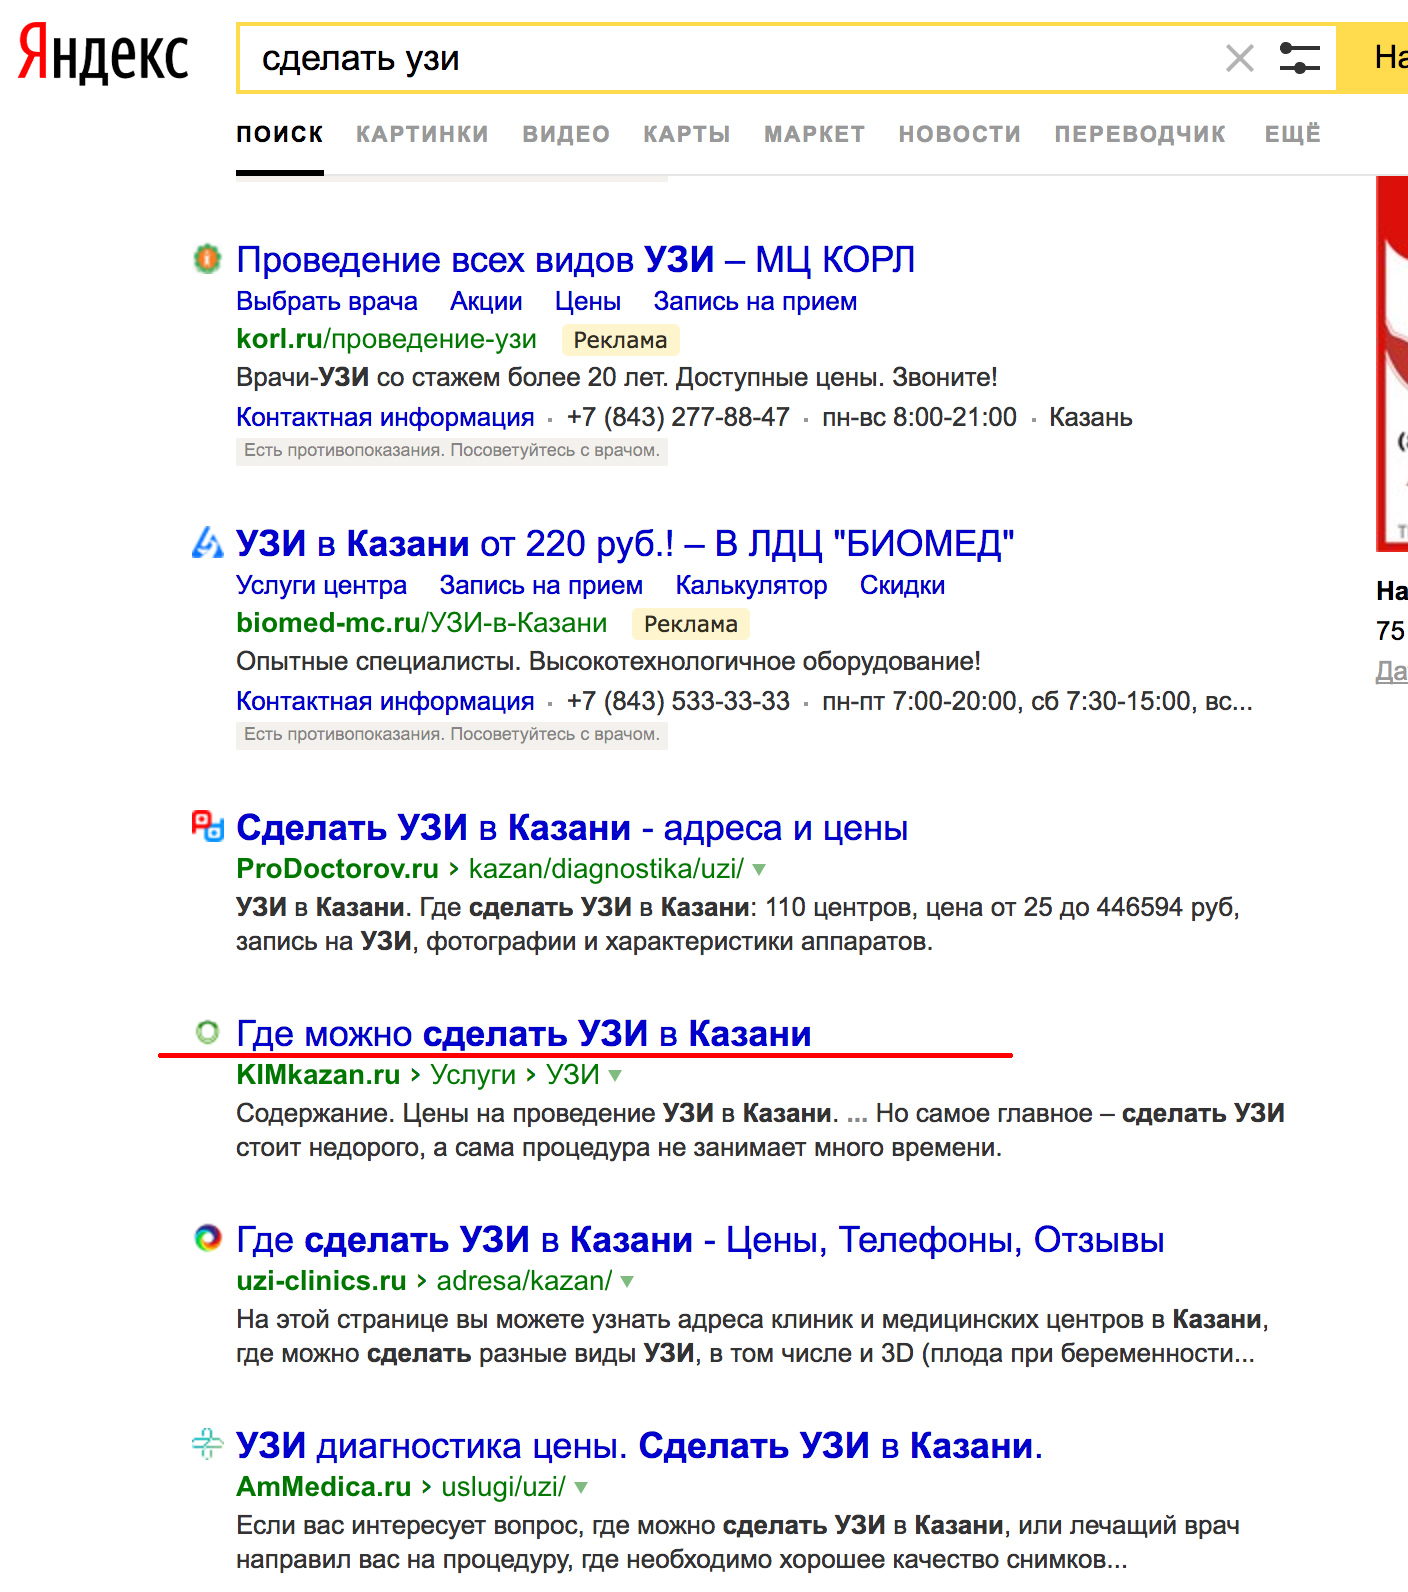 Яндекс
сделать узи
На
ПОИСК КАРТИНКИ ВИДЕО КАРТЫ МАРКЕТ НОВОСТИ ПЕРЕВОДЧИК ЕЩЁ
Проведение всех видов УЗИ – МЦ КОРЛ
Выбрать врача Акции Цены Запись на прием
korl.ru/проведение-узи Реклама
Врачи-УЗИ со стажем более 20 лет. Доступные цены. Звоните!
Контактная информация · +7 (843) 277-88-47 · пн-вс 8:00-21:00 · Казань
Есть противопоказания. Посоветуйтесь с врачом.
УЗИ в Казани от 220 руб.! – В ЛДЦ "БИОМЕД"
Услуги центра Запись на прием Калькулятор Скидки
biomed-mc.ru/УЗИ-в-Казани Реклама
Опытные специалисты. Высокотехнологичное оборудование!
Контактная информация · +7 (843) 533-33-33 · пн-пт 7:00-20:00, сб 7:30-15:00, вс...
Есть противопоказания. Посоветуйтесь с врачом.
На
75
Да
Сделать УЗИ в Казани - адреса и цены
ProDoctorov.ru › kazan/diagnostika/uzi/
УЗИ в Казани. Где сделать УЗИ в Казани: 110 центров, цена от 25 до 446594 руб,
запись на УЗИ, фотографии и характеристики аппаратов.
Где можно сделать УЗИ в Казани
KIMkazan.ru › Услуги › УЗИ
Содержание. Цены на проведение УЗИ в Казани. ... Но самое главное – сделать УЗИ
стоит недорого, а сама процедура не занимает много времени.
Где сделать УЗИ в Казани - Цены, Телефоны, Отзывы
uzi-clinics.ru › adresa/kazan/
На этой странице вы можете узнать адреса клиник и медицинских центров в Казани,
где можно сделать разные виды УЗИ, в том числе и 3D (плода при беременности...
УЗИ диагностика цены. Сделать УЗИ в Казани.
AmMedica.ru › uslugi/uzi/
Если вас интересует вопрос, где можно сделать УЗИ в Казани, или лечащий врач
направил вас на процедуру, где необходимо хорошее качество снимков...